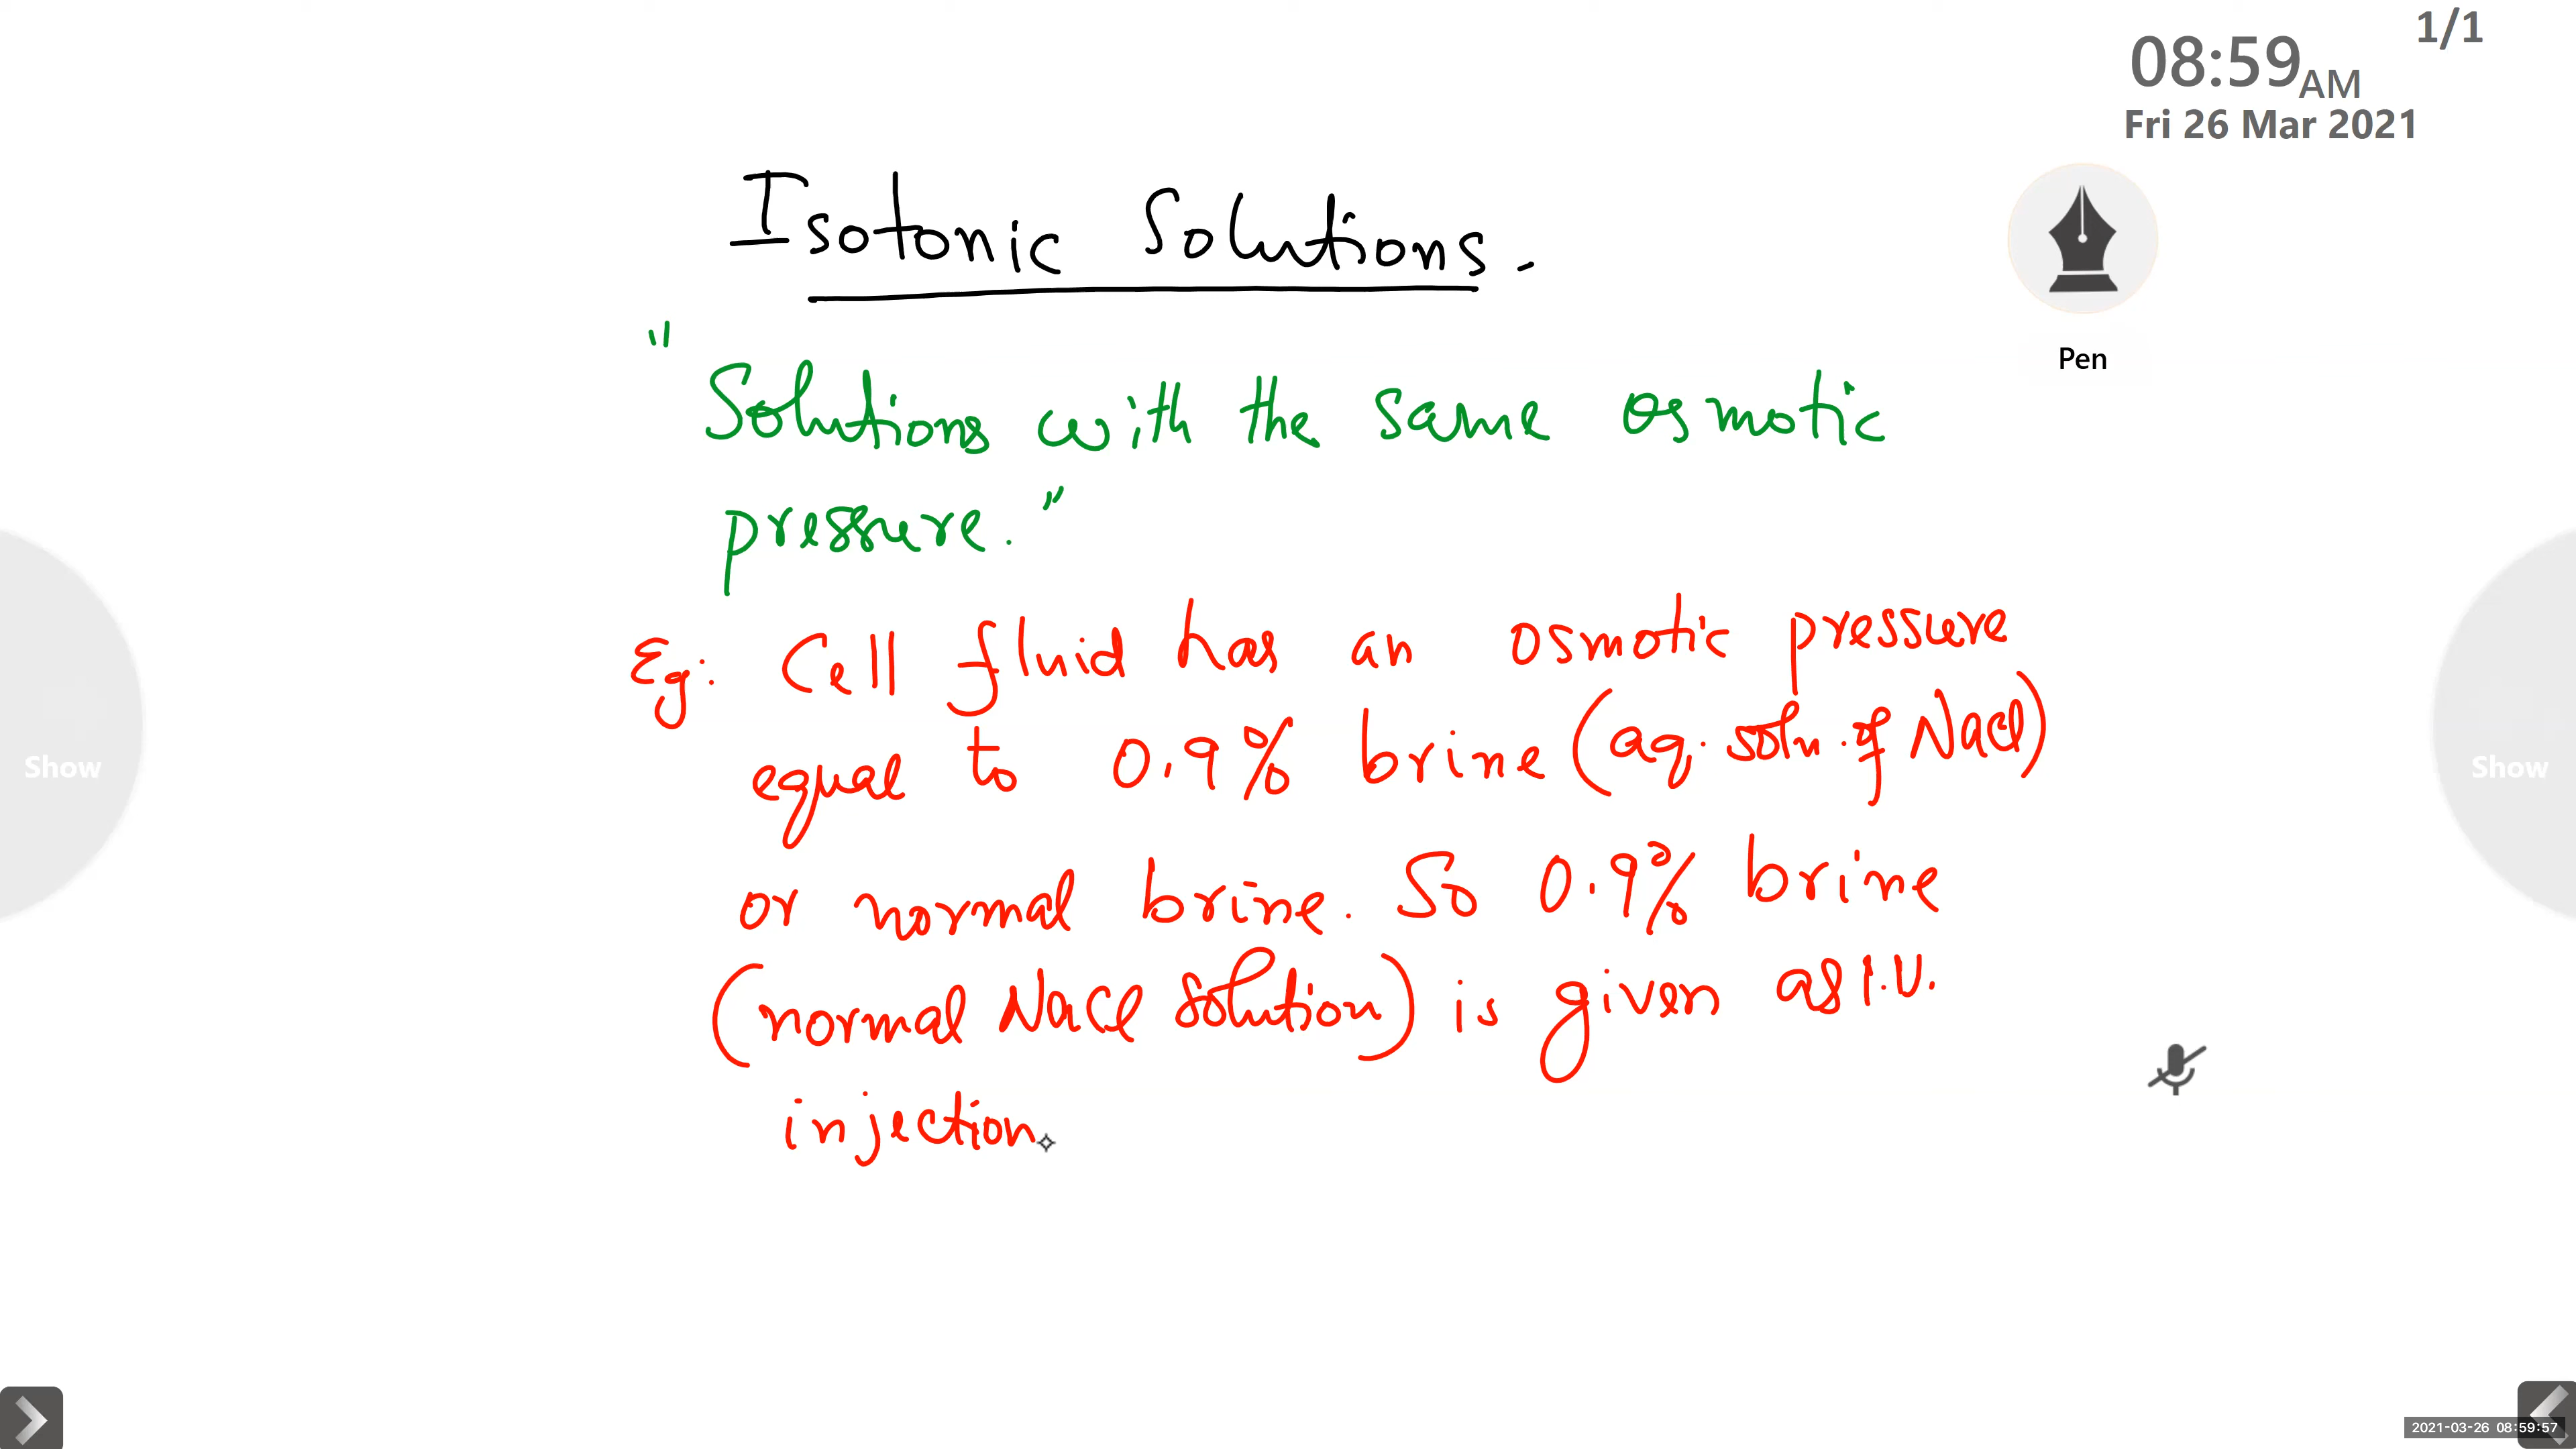 1/1
08:59AM
Fri 26 Mar 2021
Pen
Isotonic Solutions.
"Solutions with the same osmotic
pressure."
Eg: Cell fluid has an osmotic pressure
equal to 0.9% brine (aq. soln. of NaCl)
or normal brine. So 0.9% brine
(normal NaCl solution) is given as I.V.
injection.
Show
Show
2021-03-26 08:59:57